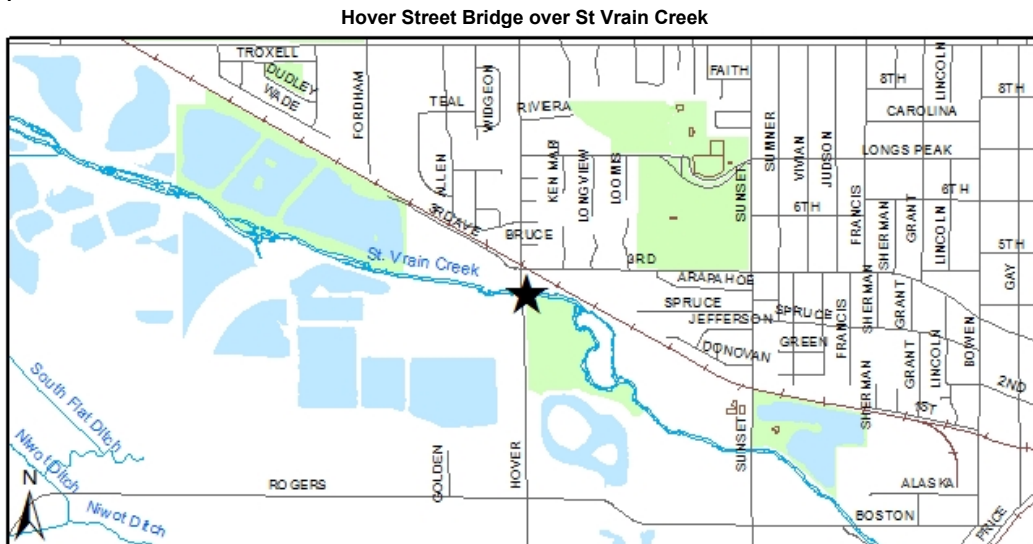 Hover Street Bridge over St Vrain Creek
TROXELL
DUDLEY
WADE
FORDHAM
TEAL
WIDGEON
RIVIERA
FAITH
8TH
LINCOLN
8TH
CAROLINA
SUMNER
VIVIAN
JUDSON
LONGS PEAK
ALLEN
KEN MAR
LONGVIEW
LOOMIS
SUNSET
6TH
FRANCIS
SHERMAN
GRANT
6TH
LINCOLN
3RD AVE
BRUCE
5TH
GAY
St. Vrain Creek
3RD
ARAPAHOE
SPRUCE
JEFFERSON
SPRUCE
GREEN
DONOVAN
FRANCIS
SHERMAN
GRANT
LINCOLN
BOWEN
GRANT
SHERMAN
2ND
1ST
South Flat Ditch
Niwot Ditch
N
Niwot Ditch
ROGERS
GOLDEN
HOVER
SUNSET
ALASKA
BOSTON
PRICE